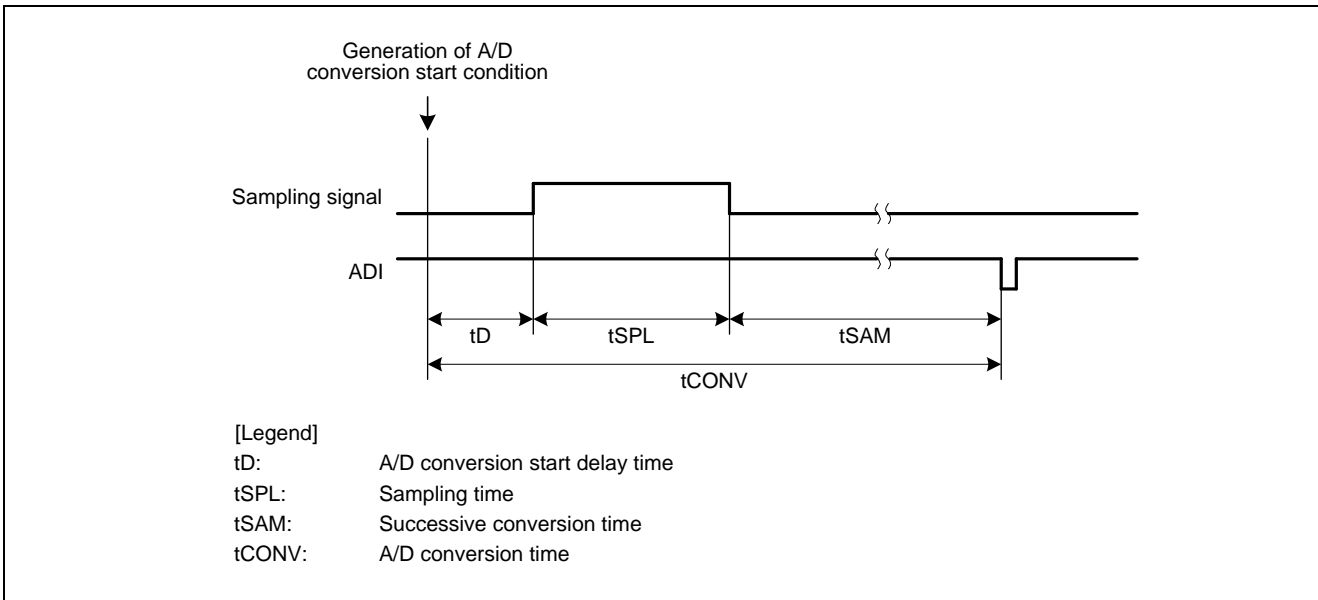 Generation of A/D
conversion start condition
Sampling signal
ADI
tD
tSPL
tSAM
tCONV
[Legend]
tD: A/D conversion start delay time
tSPL: Sampling time
tSAM: Successive conversion time
tCONV: A/D conversion time